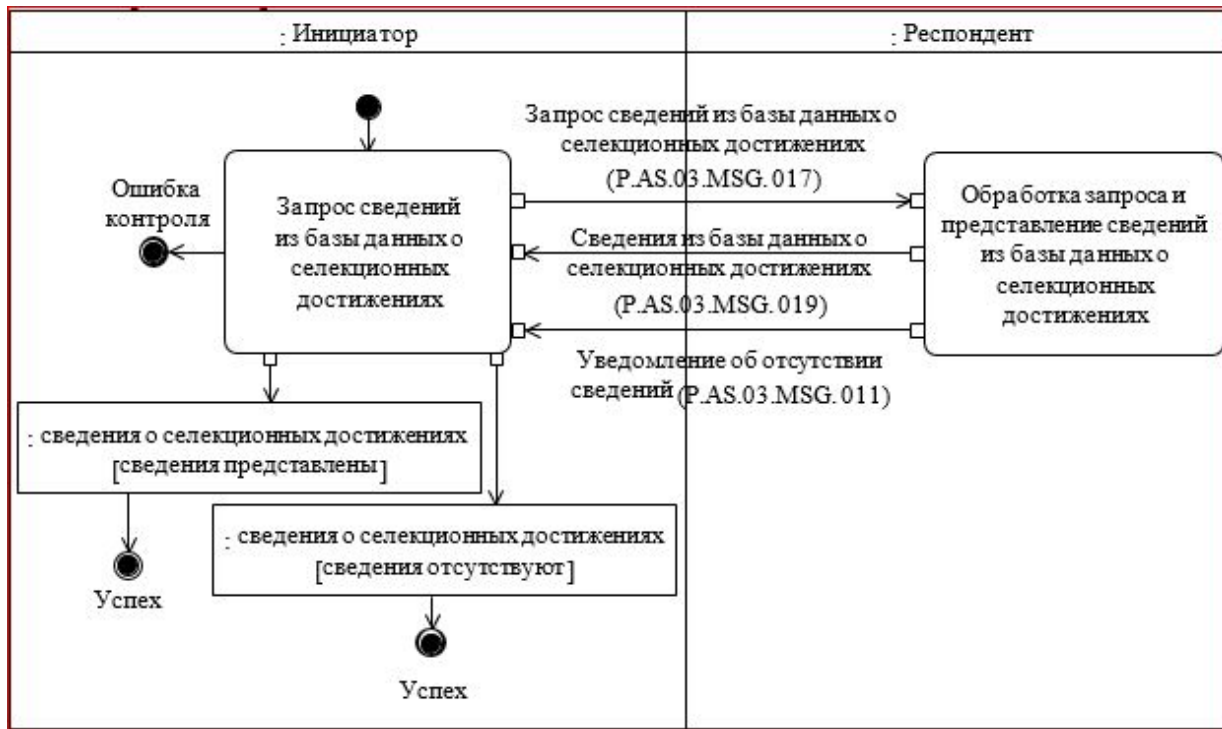 : Инициатор
: Респондент
Запрос сведений из базы данных о
селекционных достижениях
(P.AS.03.MSG.017)
Ошибка
контроля
Запрос сведений
из базы данных о
селекционных
достижениях
Обработка запроса и
представление сведений
из базы данных о
селекционных
достижениях
Сведения из базы данных о
селекционных достижениях
(P.AS.03.MSG.019)
Уведомление об отсутствии
сведений (P.AS.03.MSG.011)
: сведения о селекционных достижениях
[сведения представлены]
: сведения о селекционных достижениях
[сведения отсутствуют]
Успех
Успех